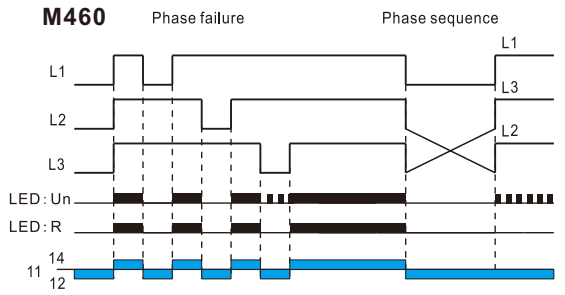 M460 Phase failure Phase sequence
L1 L1
L3
L2 L2
L3
LED: Un
LED: R
11 14
12